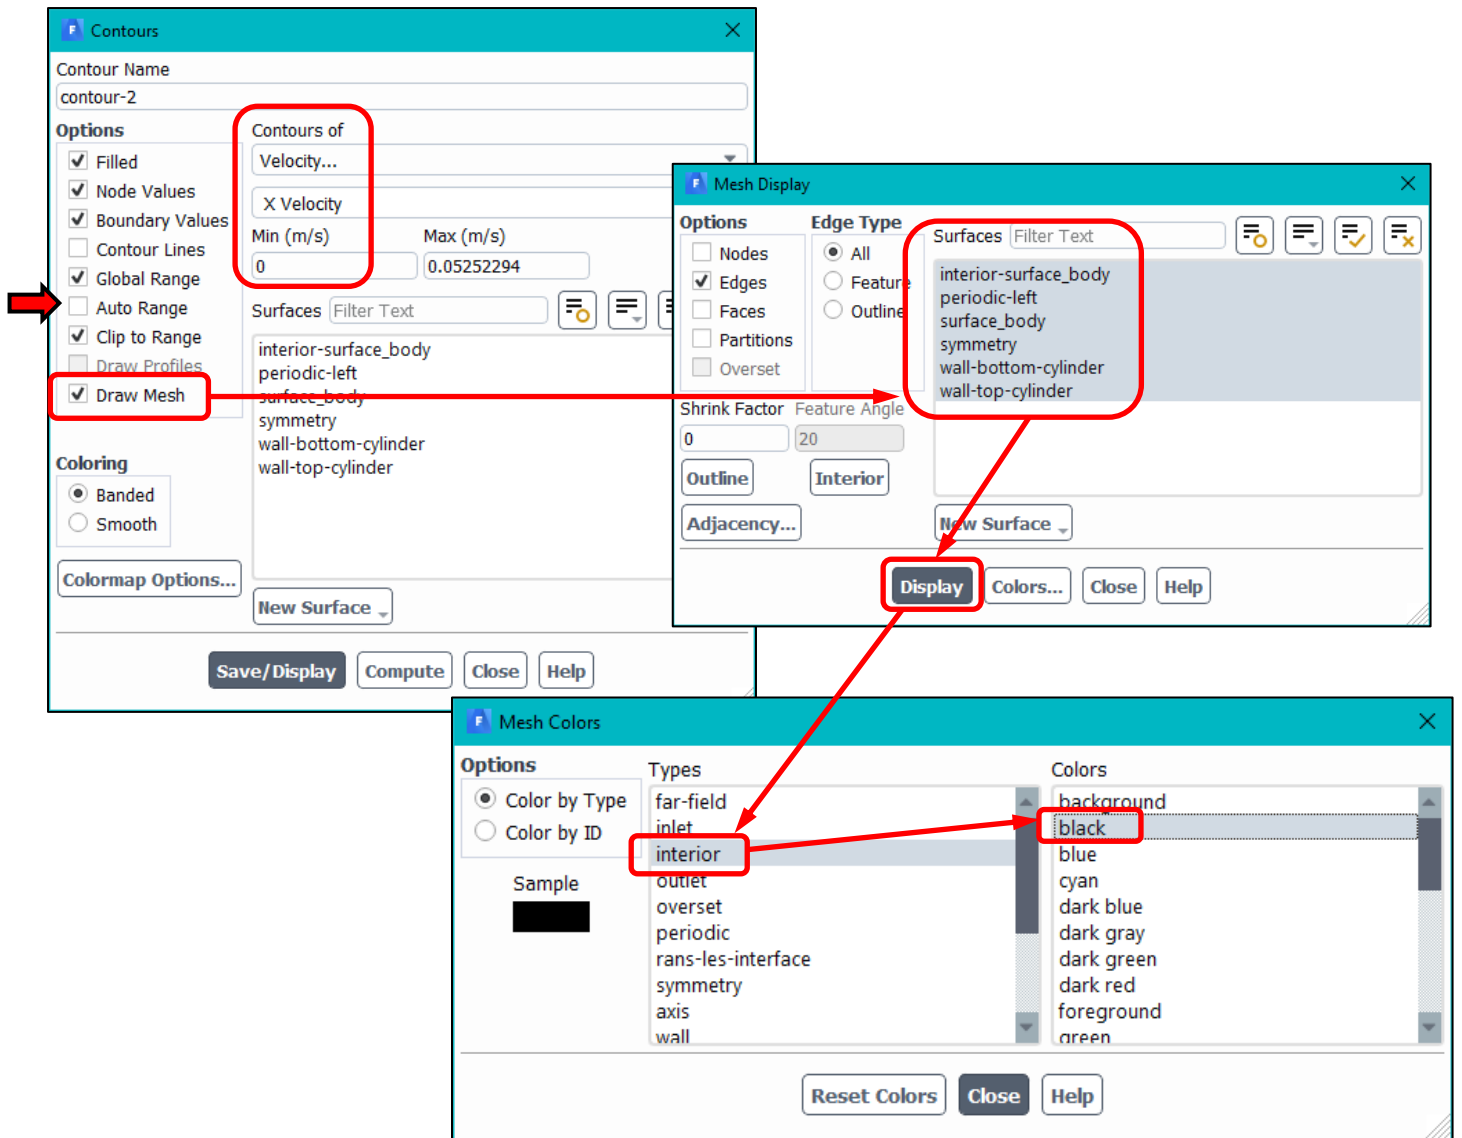 Contours
Contour Name
contour-2
Options
Filled
Node Values
Boundary Values
Contour Lines
Global Range
Auto Range
Clip to Range
Draw Profiles
Draw Mesh
Coloring
Banded
Smooth
Colormap Options...
Contours of
Velocity...
X Velocity
Min (m/s) Max (m/s)
0 0.05252294
Surfaces Filter Text
interior-surface_body
periodic-left
surface_body
symmetry
wall-bottom-cylinder
wall-top-cylinder
New Surface
Save/Display Compute Close Help
Mesh Display
Options
Nodes
Edges
Faces
Partitions
Overset
Edge Type
All
Feature
Outline
Shrink Factor Feature Angle
0 20
Outline Interior
Adjacency...
Surfaces Filter Text
interior-surface_body
periodic-left
surface_body
symmetry
wall-bottom-cylinder
wall-top-cylinder
New Surface
Display Colors... Close Help
Mesh Colors
Options
Color by Type
Color by ID
Sample
Types
far-field
inlet
interior
outlet
overset
periodic
rans-les-interface
symmetry
axis
wall
Colors
background
black
blue
cyan
dark blue
dark gray
dark green
dark red
foreground
green
Reset Colors Close Help